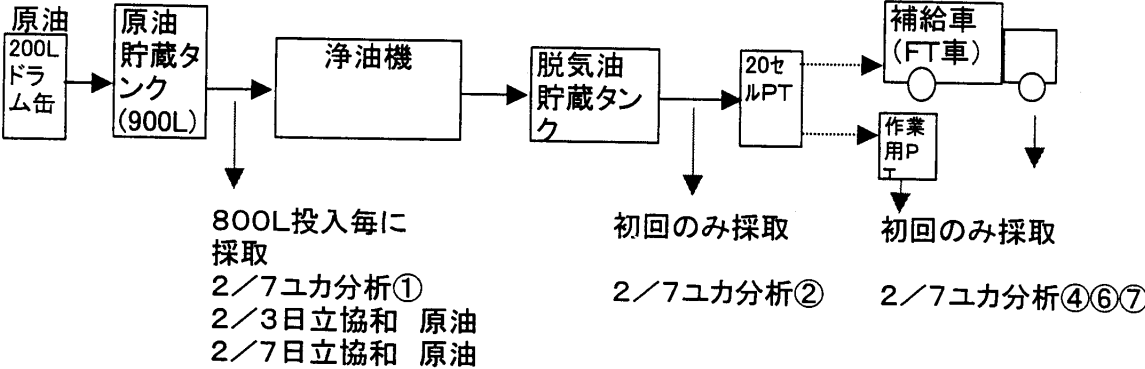 原油
200L
ドラ
ム缶
原油
貯蔵タ
ンク
(900L)
浄油機
脱気油
貯蔵タン
ク
20セ
ルPT
補給車
(FT車)
作業
用P
T
800L投入毎に
採取
2/7ユカ分析①
2/3日立協和 原油
2/7日立協和 原油
初回のみ採取
2/7ユカ分析②
初回のみ採取
2/7ユカ分析④⑥⑦